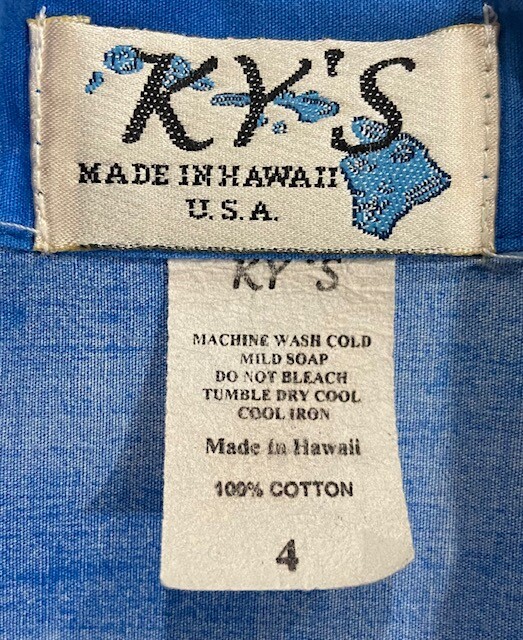 KY'S
MADE IN HAWAII
U.S.A.
KY'S
MACHINE WASH COLD
MILD SOAP
DO NOT BLEACH
TUMBLE DRY COOL
COOL IRON
Made in Hawaii
100% COTTON
4